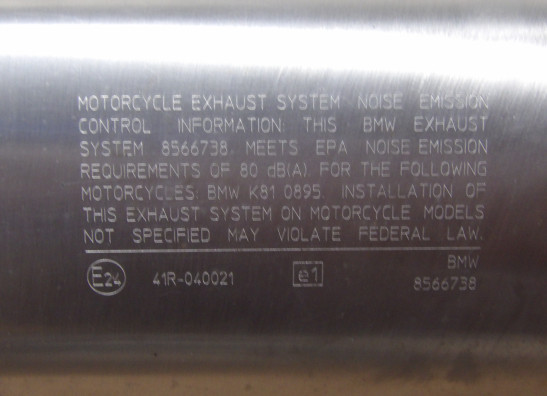 MOTORCYCLE EXHAUST SYSTEM NOISE EMISSION
CONTROL INFORMATION: THIS BMW EXHAUST
SYSTEM 8566738 MEETS EPA NOISE EMISSION
REQUIREMENTS OF 80 dB(A) FOR THE FOLLOWING
MOTORCYCLES: BMW K81 0895. INSTALLATION OF
THIS EXHAUST SYSTEM ON MOTORCYCLE MODELS
NOT SPECIFIED MAY VIOLATE FEDERAL LAW.
E24 41R-040021 e1 BMW
8566738